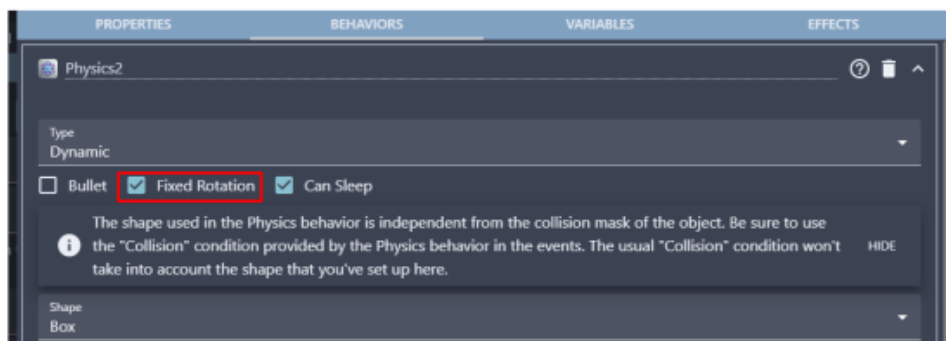 PROPERTIES BEHAVIORS VARIABLES EFFECTS
Physics2
Type
Dynamic
Bullet Fixed Rotation Can Sleep
The shape used in the Physics behavior is independent from the collision mask of the object. Be sure to use
the "Collision" condition provided by the Physics behavior in the events. The usual "Collision" condition won't HIDE
take into account the shape that you've set up here.
Shape
Box